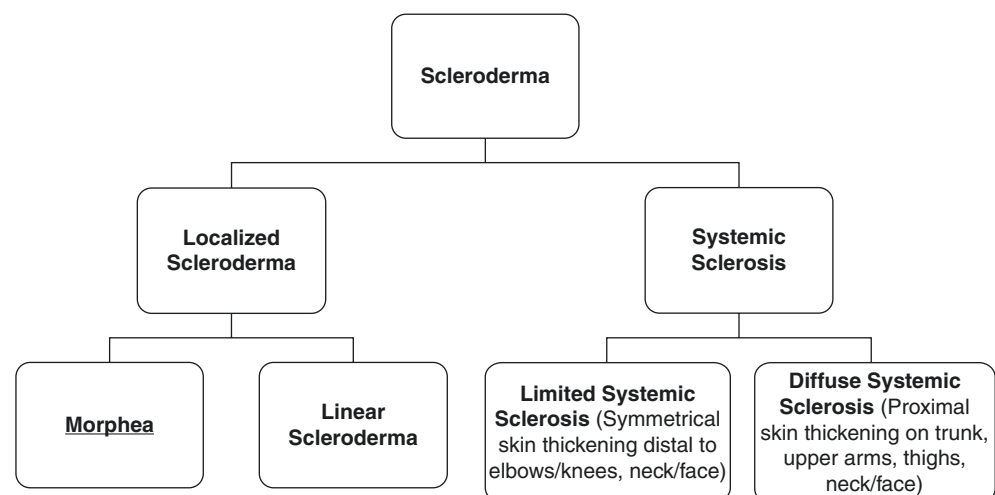 Scleroderma
Localized
Scleroderma
Systemic
Sclerosis
Morphea
Linear
Scleroderma
Limited Systemic
Sclerosis (Symmetrical
skin thickening distal to
elbows/knees, neck/face)
Diffuse Systemic
Sclerosis (Proximal
skin thickening on trunk,
upper arms, thighs,
neck/face)